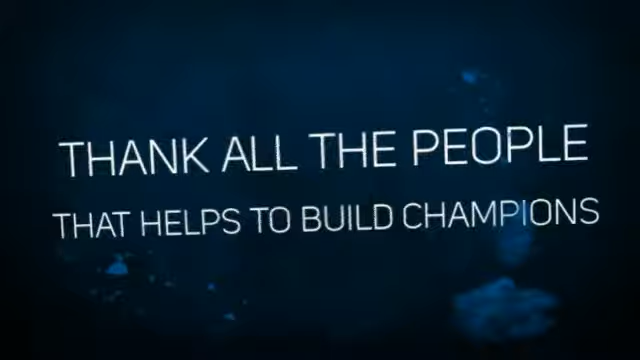 THANK ALL THE PEOPLE
THAT HELPS TO BUILD CHAMPIONS